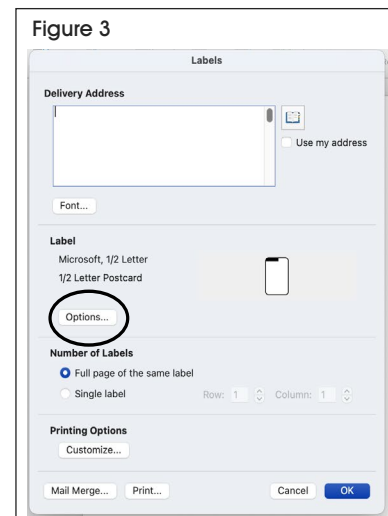 Figure 3
Labels
Delivery Address
Use my address
Font...
Label
Microsoft, 1/2 Letter
1/2 Letter Postcard
Options...
Number of Labels
Full page of the same label
Single label Row: 1 Column: 1
Printing Options
Customize...
Mail Merge... Print... Cancel OK